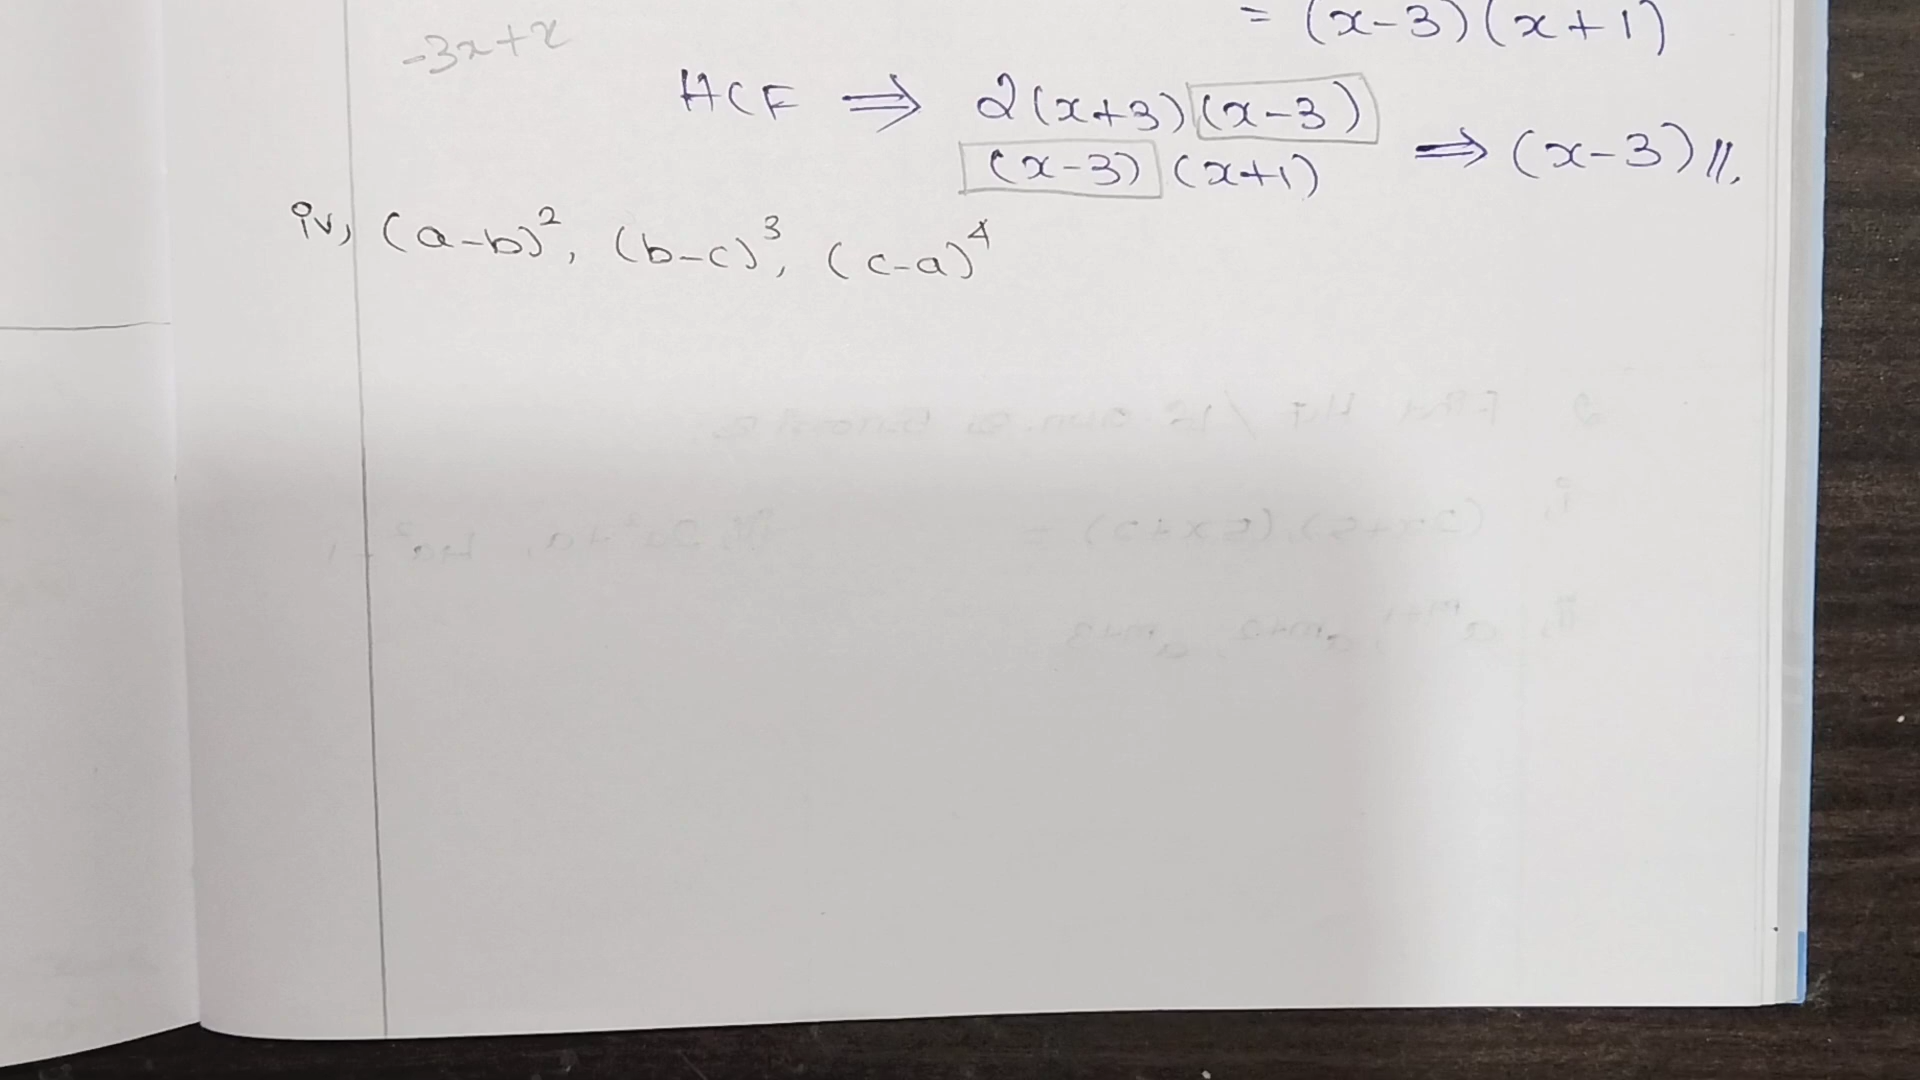 = (x-3)(x+1)
-3x+x
HCF ⇒ 2(x+3)(x-3)
(x-3)(x+1) ⇒ (x-3)//.
iv, (a-b)², (b-c)³, (c-a)⁴